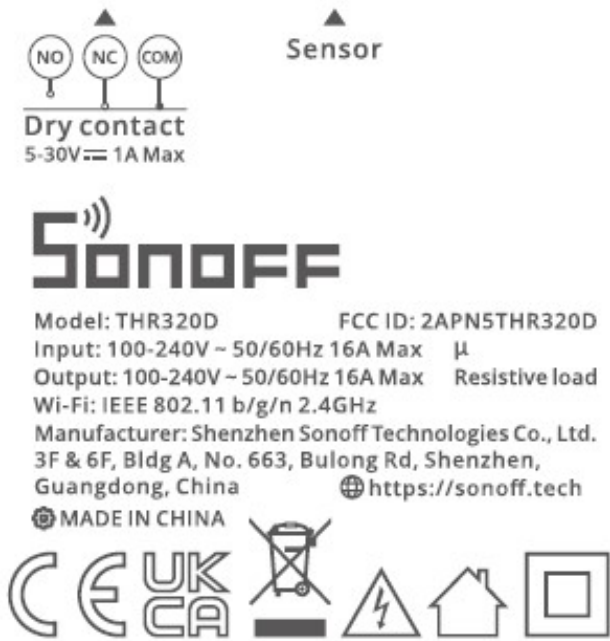 NO NC COM
Sensor
Dry contact
5-30V⎓ 1A Max
SONOFF
Model: THR320D FCC ID: 2APN5THR320D
Input: 100-240V ~ 50/60Hz 16A Max μ
Output: 100-240V ~ 50/60Hz 16A Max Resistive load
Wi-Fi: IEEE 802.11 b/g/n 2.4GHz
Manufacturer: Shenzhen Sonoff Technologies Co., Ltd.
3F & 6F, Bldg A, No. 663, Bulong Rd, Shenzhen,
Guangdong, China https://sonoff.tech
MADE IN CHINA
CE UK
CA